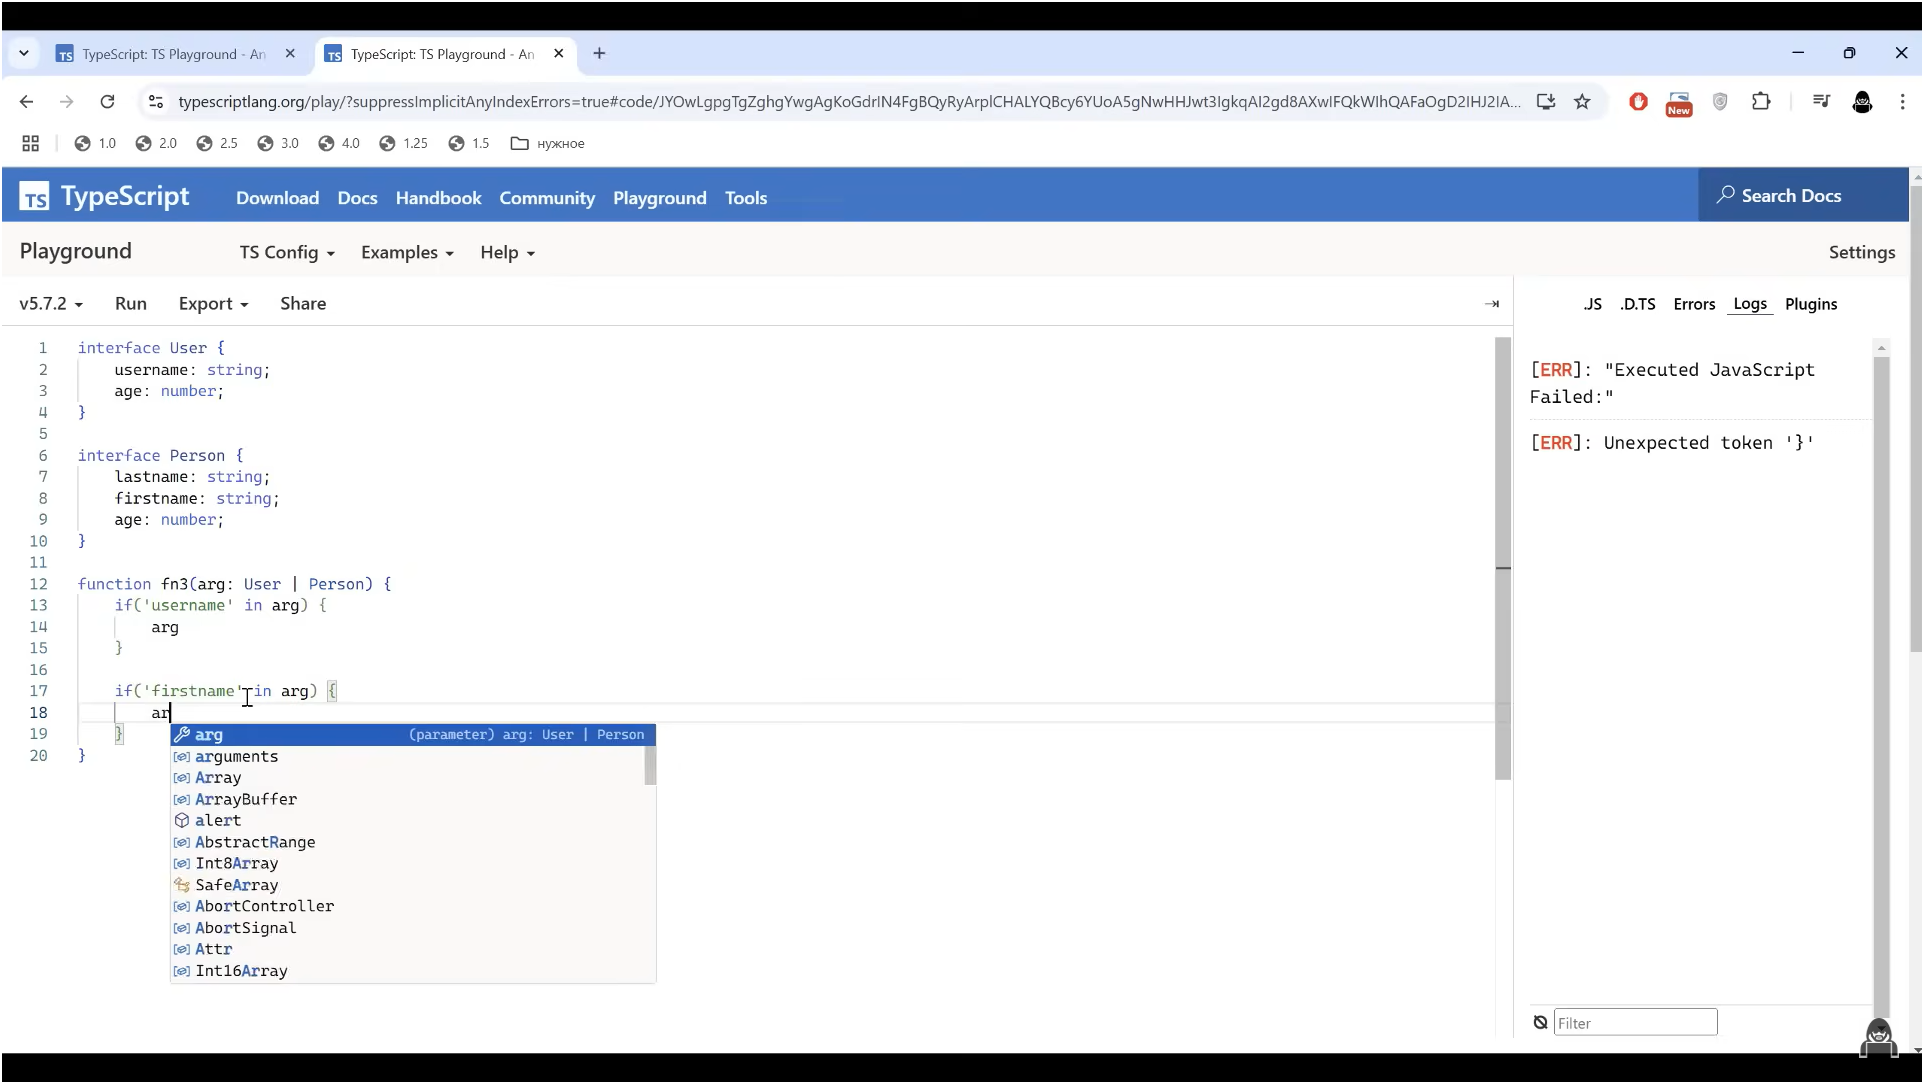 TypeScript: TS Playground - An
TypeScript: TS Playground - An
typescriptlang.org/play/?suppressImplicitAnyIndexErrors=true#code/
New
1.0 2.0 2.5 3.0 4.0 1.25 1.5 нужное
TS TypeScript Download Docs Handbook Community Playground Tools Search Docs
Playground TS Config Examples Help Settings
v5.7.2 Run Export Share
.JS .D.TS Errors Logs Plugins
1 interface User {
2 username: string;
3 age: number;
4 }
5
6 interface Person {
7 lastname: string;
8 firstname: string;
9 age: number;
10 }
11
12 function fn3(arg: User | Person) {
13 if('username' in arg) {
14 arg
15 }
16
17 if('firstname' in arg) {
18 ar
19 }
20 }
arg (parameter) arg: User | Person
arguments
Array
ArrayBuffer
alert
AbstractRange
Int8Array
SafeArray
AbortController
AbortSignal
Attr
Int16Array
[ERR]: "Executed JavaScript
Failed:"
[ERR]: Unexpected token '}'
Filter